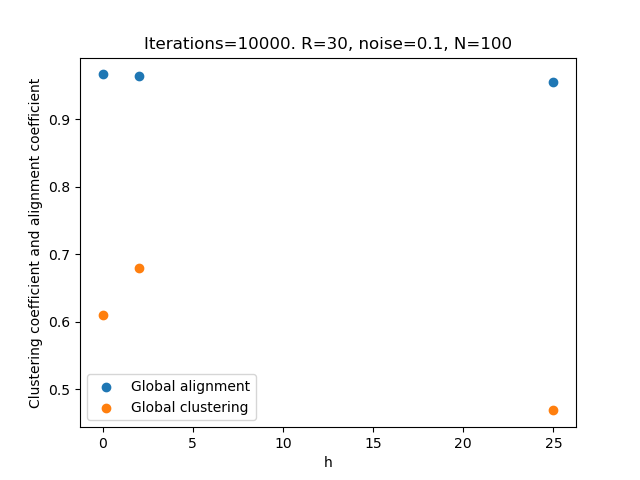 Iterations=10000. R=30, noise=0.1, N=100
Clustering coefficient and alignment coefficient
0.9
0.8
0.7
0.6
0.5
Global alignment
Global clustering
0 5 10 15 20 25
h